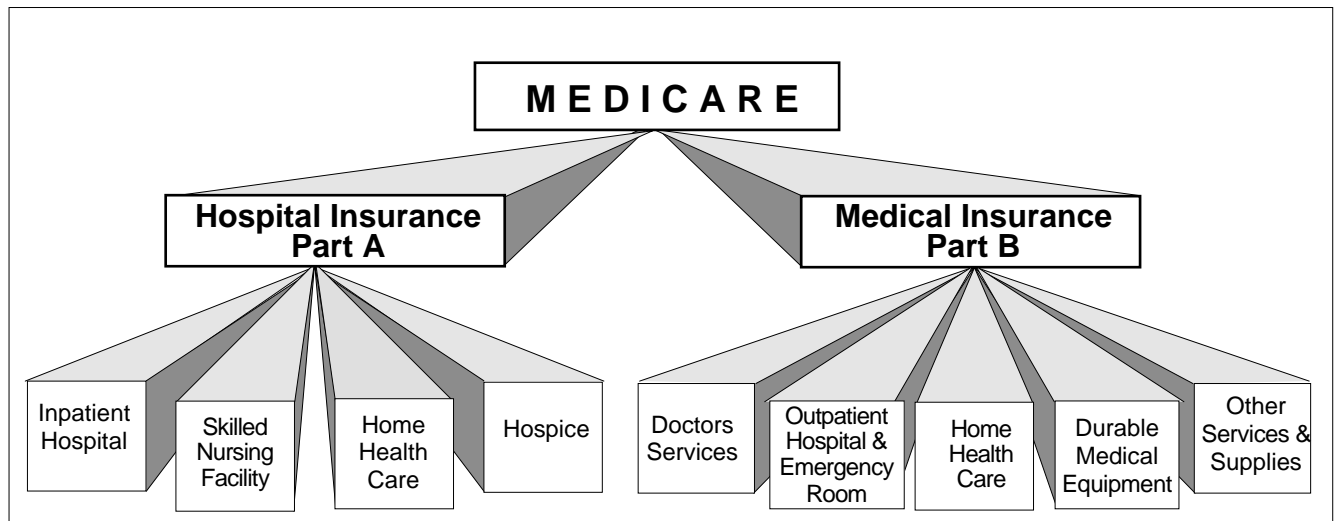 MEDICARE
Hospital Insurance
Part A
Medical Insurance
Part B
Inpatient
Hospital
Skilled
Nursing
Facility
Home
Health
Care
Hospice
Doctors
Services
Outpatient
Hospital &
Emergency
Room
Home
Health
Care
Durable
Medical
Equipment
Other
Services &
Supplies